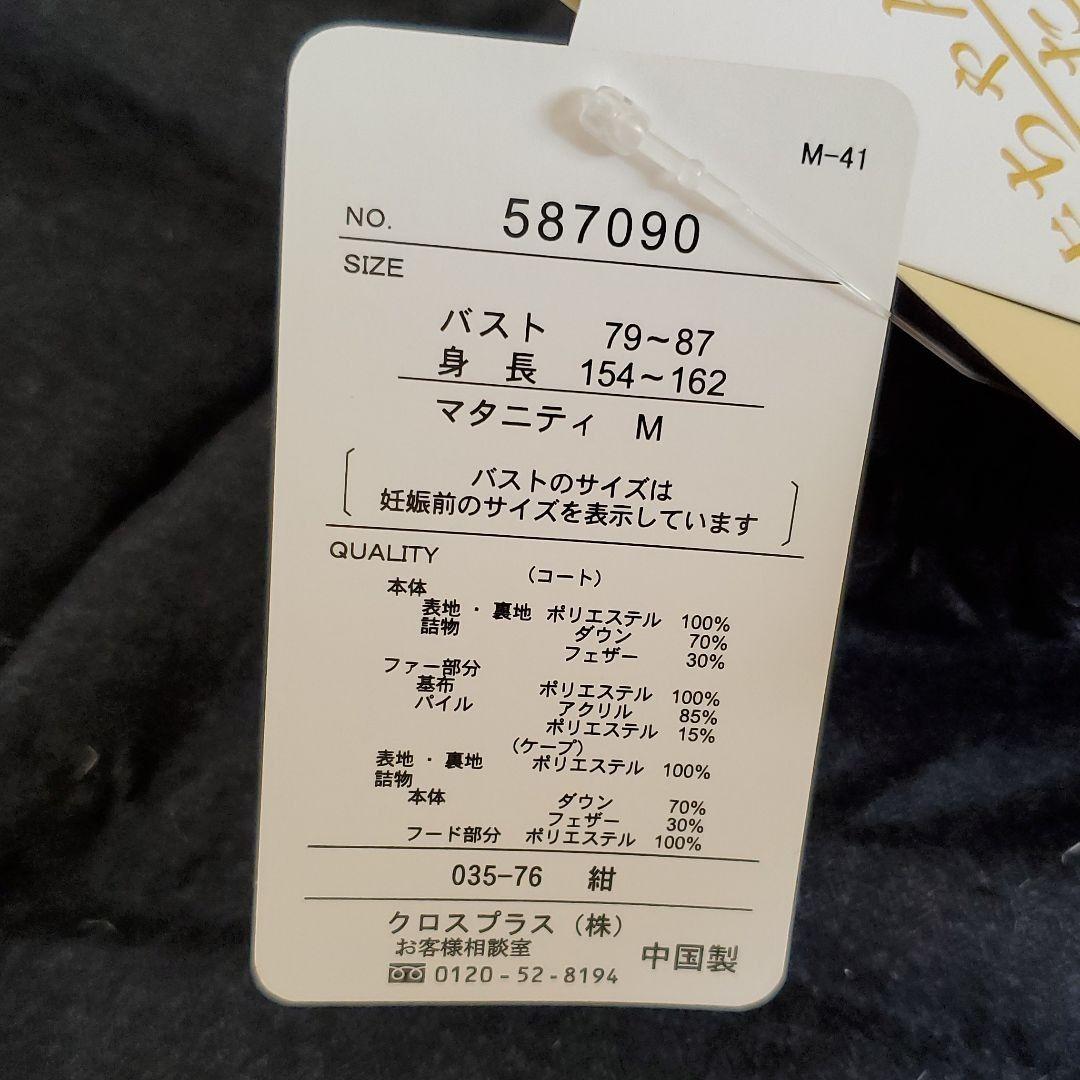 M-41
NO. 587090
SIZE
バスト 79~87
身 長 154~162
マタニティ M
バストのサイズは
妊娠前のサイズを表示しています
QUALITY
(コート)
本体
表地・裏地 ポリエステル 100%
詰物 ダウン 70%
フェザー 30%
ファー部分
基布 ポリエステル 100%
パイル アクリル 85%
ポリエステル 15%
(ケープ)
表地・裏地 ポリエステル 100%
詰物
本体 ダウン 70%
フェザー 30%
フード部分 ポリエステル 100%
035-76 紺
クロスプラス(株)
お客様相談室
0120-52-8194
中国製